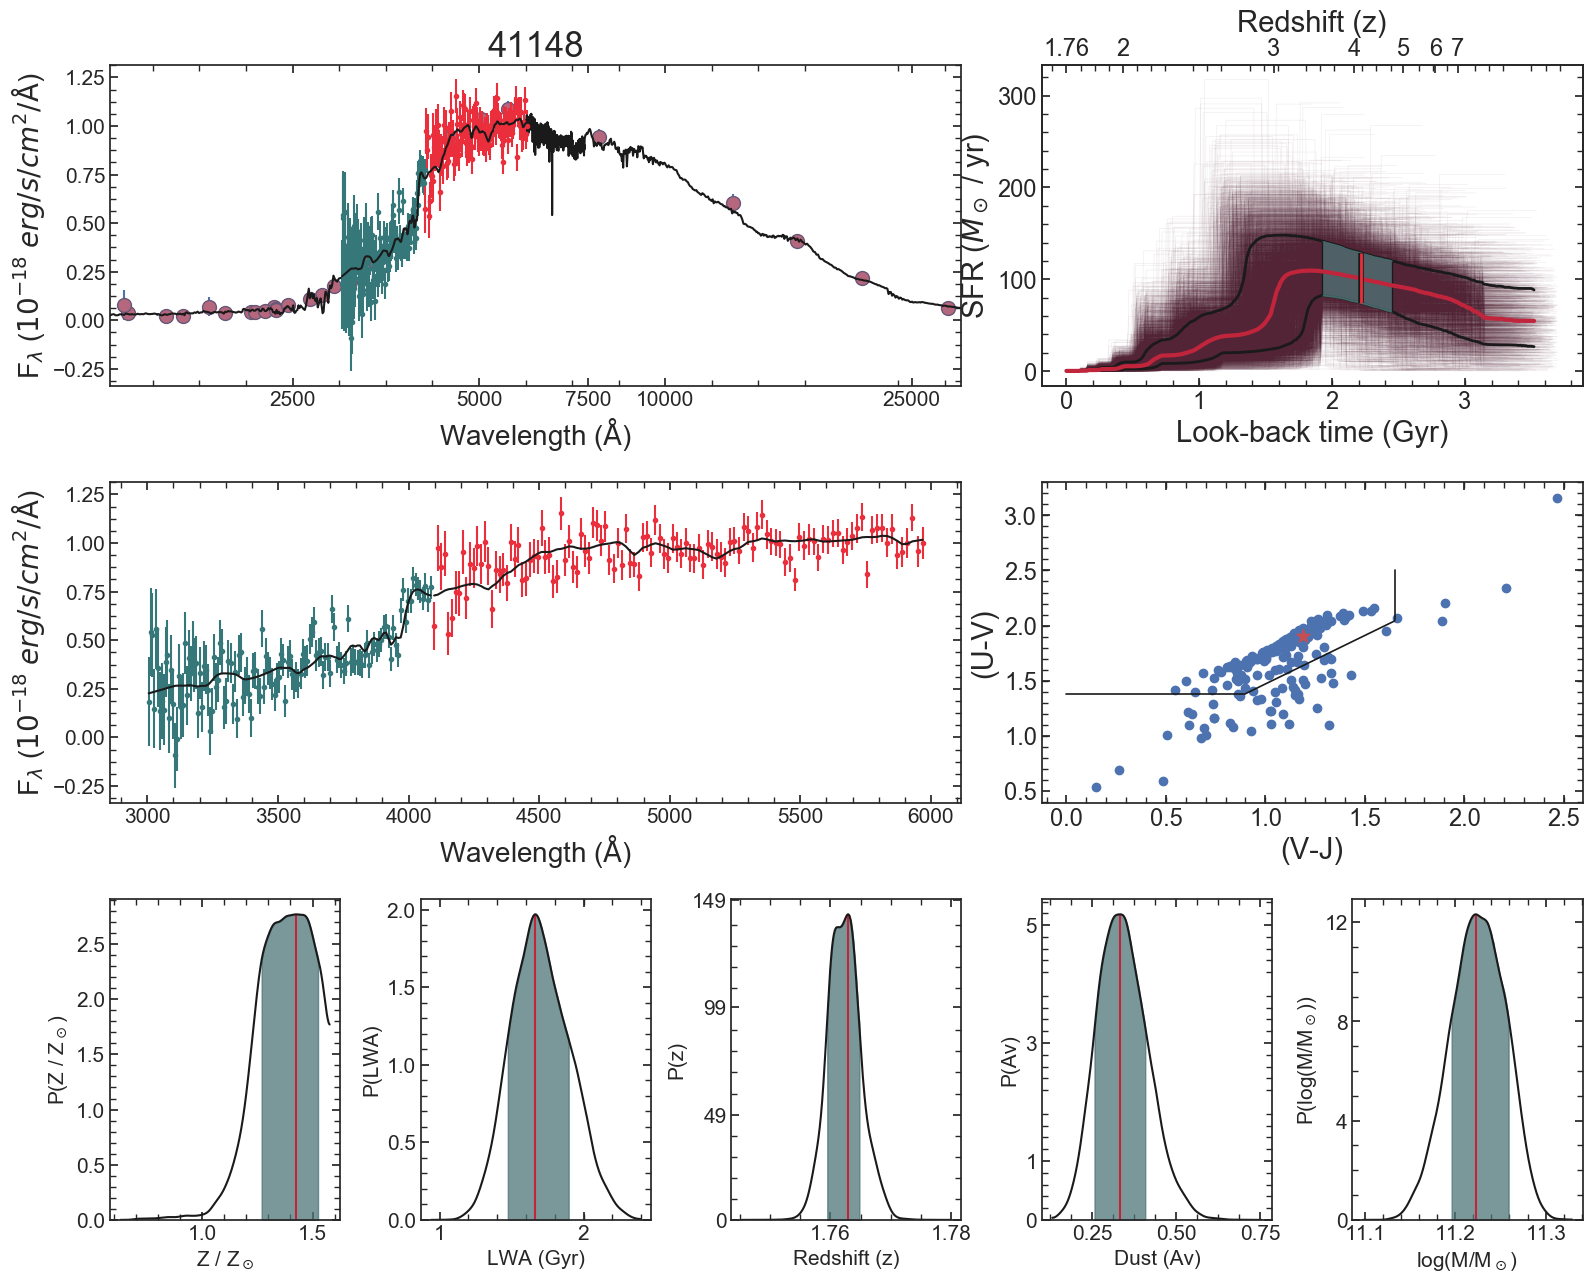 41148
1.25
1.00
0.75
0.50
0.25
0.00
−0.25
F_λ (10^−18 erg/s/cm^2/Å)
2500 5000 7500 10000 25000
Wavelength (Å)
Redshift (z)
1.76 2 3 4 5 6 7
300
200
100
0
SFR (M_⊙ / yr)
0 1 2 3
Look-back time (Gyr)
1.25
1.00
0.75
0.50
0.25
0.00
−0.25
F_λ (10^−18 erg/s/cm^2/Å)
3000 3500 4000 4500 5000 5500 6000
Wavelength (Å)
3.0
2.5
2.0
1.5
1.0
0.5
(U-V)
0.0 0.5 1.0 1.5 2.0 2.5
(V-J)
2.5
2.0
1.5
1.0
0.5
0.0
P(Z / Z_⊙)
1.0 1.5
Z / Z_⊙
2.0
1.5
1.0
0.5
0.0
P(LWA)
1 2
LWA (Gyr)
149
99
49
0
P(z)
1.76 1.78
Redshift (z)
5
3
1
0
P(Av)
0.25 0.50 0.75
Dust (Av)
12
8
4
0
P(log(M/M_⊙))
11.1 11.2 11.3
log(M/M_⊙)